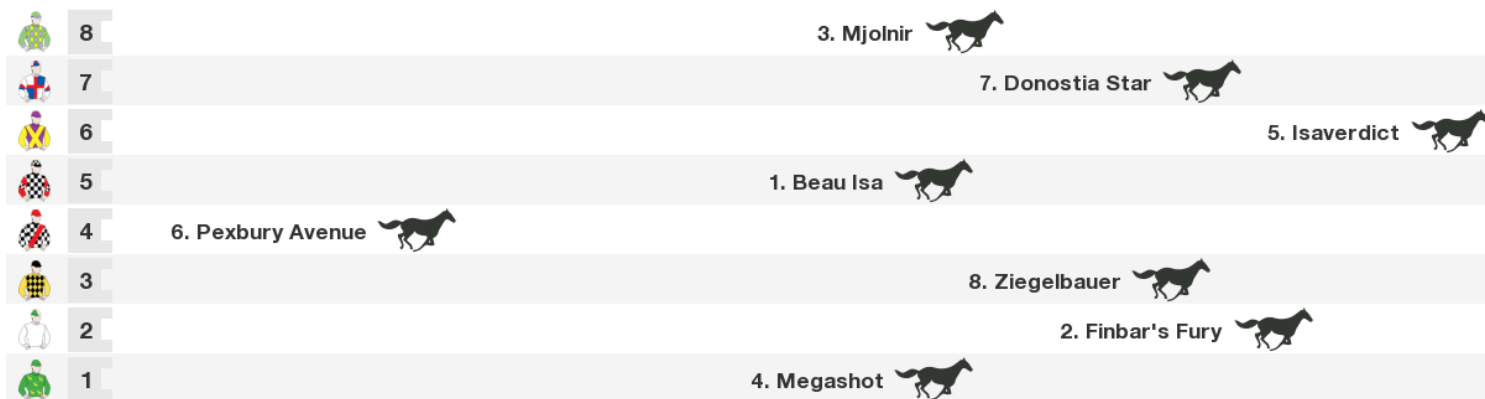 8 3. Mjolnir
7 7. Donostia Star
6 5. Isaverdict
5 1. Beau Isa
4 6. Pexbury Avenue
3 8. Ziegelbauer
2 2. Finbar's Fury
1 4. Megashot